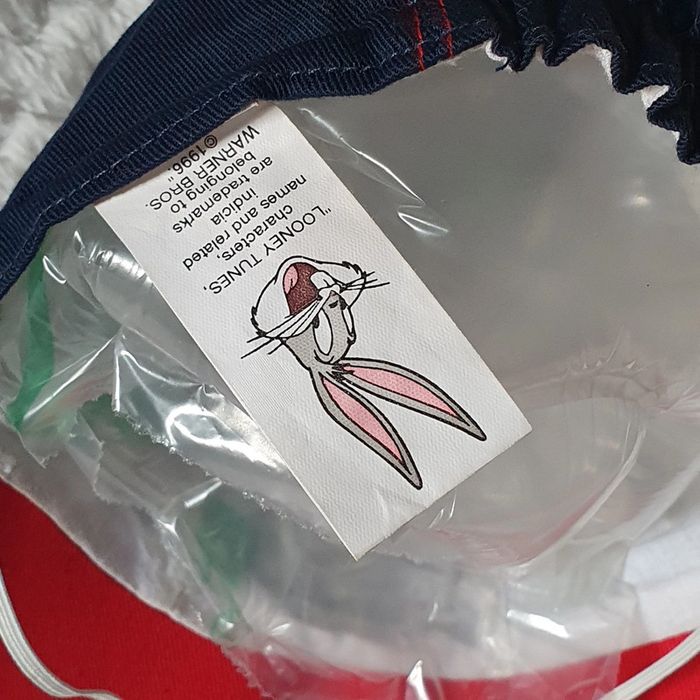 "LOONEY TUNES,
characters,
names and related
indicia
are trademarks
belonging to
WARNER BROS.
©1996."